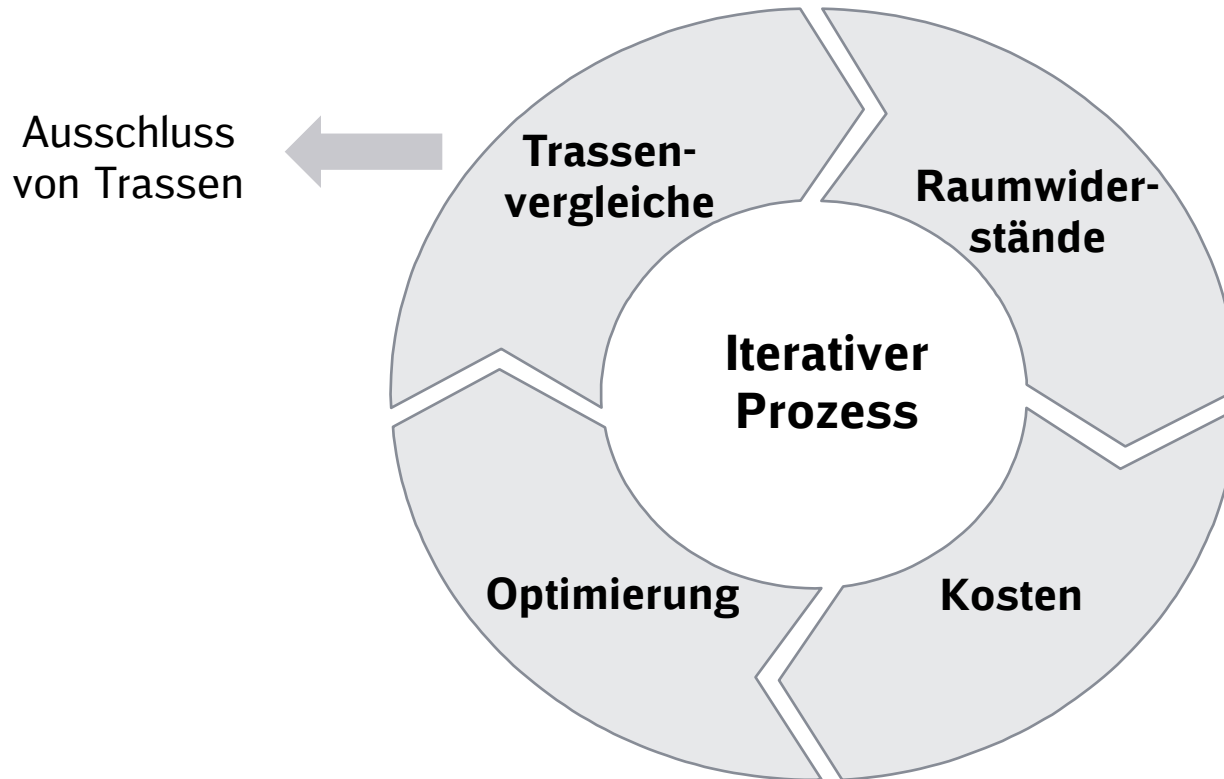 Ausschluss
von Trassen
Trassen-
vergleiche
Raumwider-
stände
Iterativer
Prozess
Optimierung
Kosten